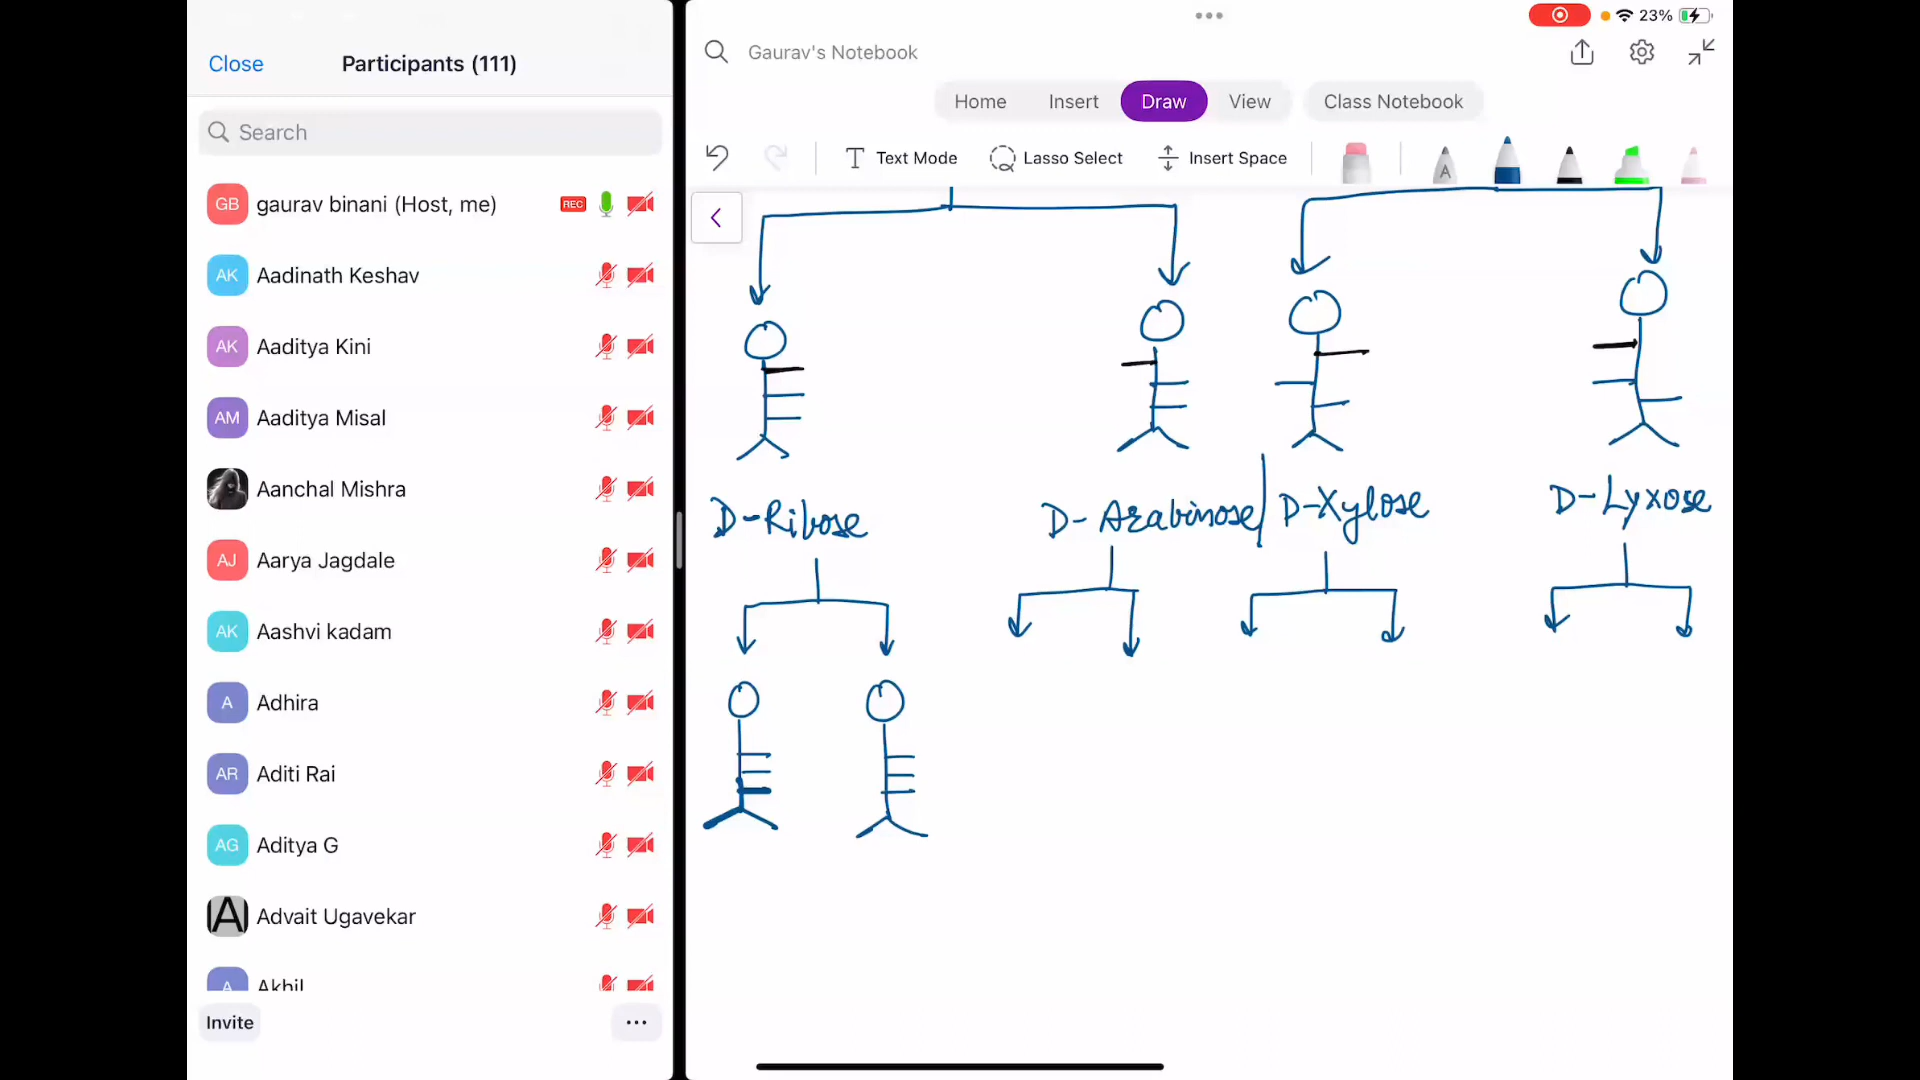 23%
Close
Participants (111)
Search
GB gaurav binani (Host, me) REC
AK Aadinath Keshav
AK Aaditya Kini
AM Aaditya Misal
Aanchal Mishra
AJ Aarya Jagdale
AK Aashvi kadam
A Adhira
AR Aditi Rai
AG Aditya G
A Advait Ugavekar
A Akhil
Invite
Gaurav's Notebook
Home Insert Draw View Class Notebook
T Text Mode Lasso Select Insert Space A
D-Ribose D-Arabinose D-Xylose D-Lyxose